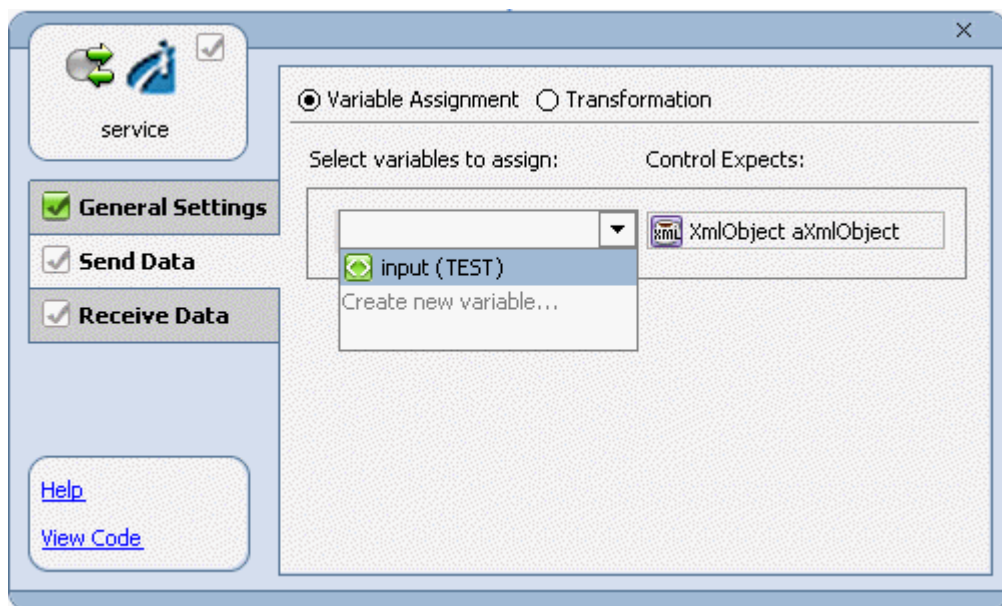 service
General Settings
Send Data
Receive Data
Help
View Code
Variable Assignment Transformation
Select variables to assign: Control Expects:
XML XmlObject aXmlObject
input (TEST)
Create new variable...